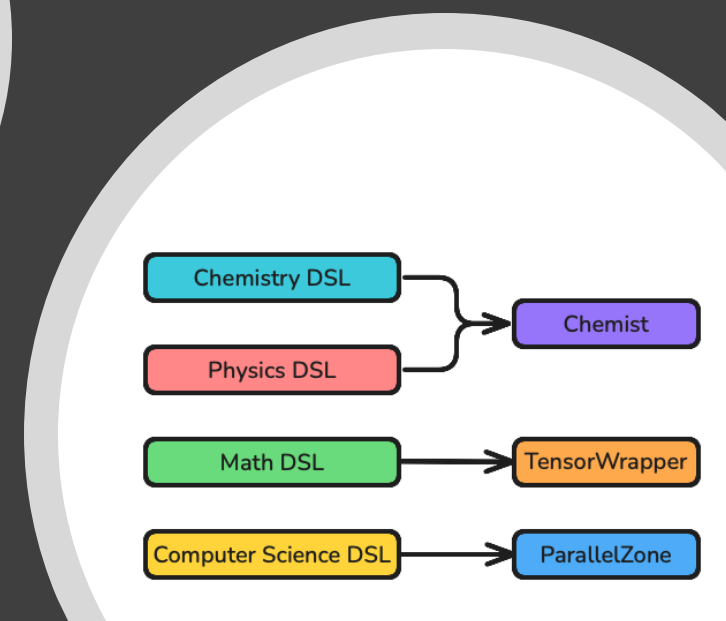 Chemistry DSL
Chemist
Physics DSL
Math DSL
TensorWrapper
Computer Science DSL
ParallelZone